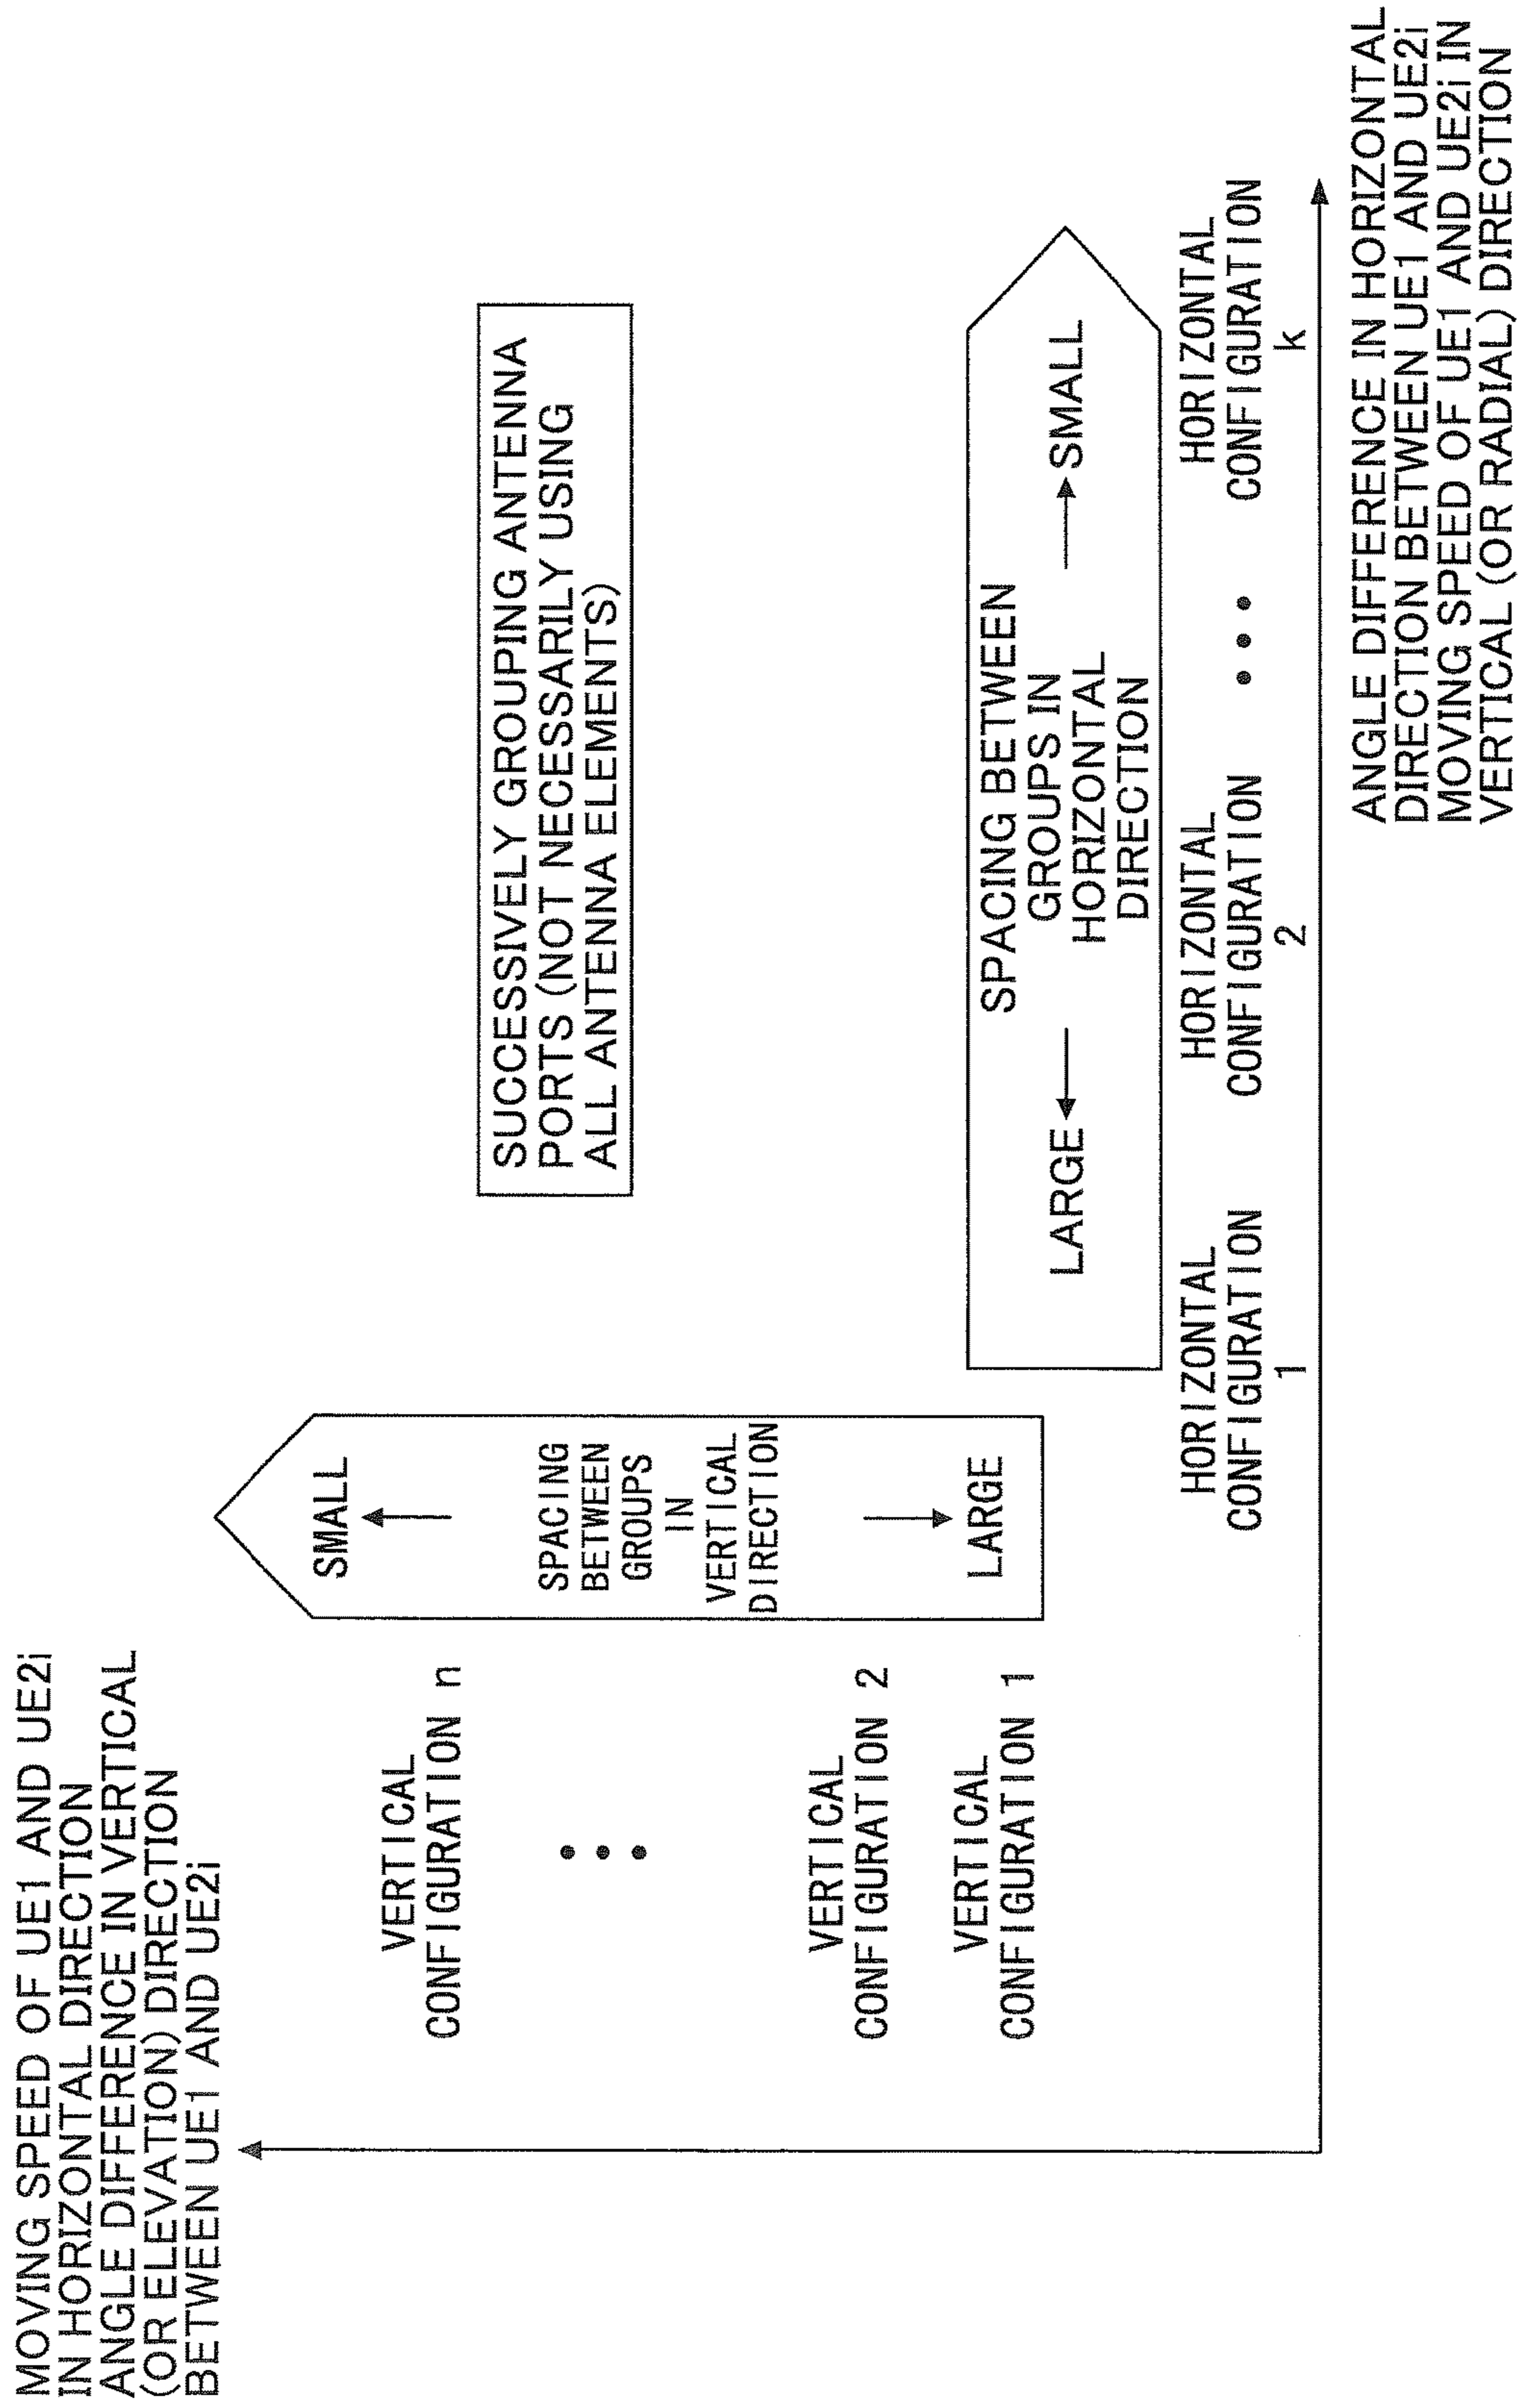 MOVING SPEED OF UE1 AND UE2i
IN HORIZONTAL DIRECTION
ANGLE DIFFERENCE IN VERTICAL
(OR ELEVATION) DIRECTION
BETWEEN UE1 AND UE2i
VERTICAL
CONFIGURATION n
VERTICAL
CONFIGURATION 2
VERTICAL
CONFIGURATION 1
SMALL
SPACING
BETWEEN
GROUPS
IN
VERTICAL
DIRECTION
LARGE
SUCCESSIVELY GROUPING ANTENNA
PORTS (NOT NECESSARILY USING
ALL ANTENNA ELEMENTS)
SPACING BETWEEN
GROUPS IN
HORIZONTAL
DIRECTION
LARGE
SMALL
HORIZONTAL
CONFIGURATION
1
HORIZONTAL
CONFIGURATION
2
HORIZONTAL
CONFIGURATION
k
ANGLE DIFFERENCE IN HORIZONTAL
DIRECTION BETWEEN UE1 AND UE2i
MOVING SPEED OF UE1 AND UE2i IN
VERTICAL (OR RADIAL) DIRECTION